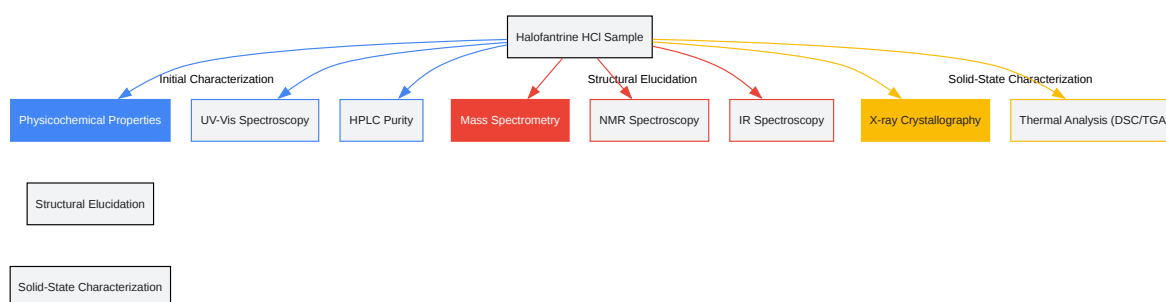 Halofantrine HCl Sample
Initial Characterization
Structural Elucidation
Solid-State Characterization
Physicochemical Properties
UV-Vis Spectroscopy
HPLC Purity
Mass Spectrometry
NMR Spectroscopy
IR Spectroscopy
X-ray Crystallography
Thermal Analysis (DSC/TGA
Structural Elucidation
Solid-State Characterization